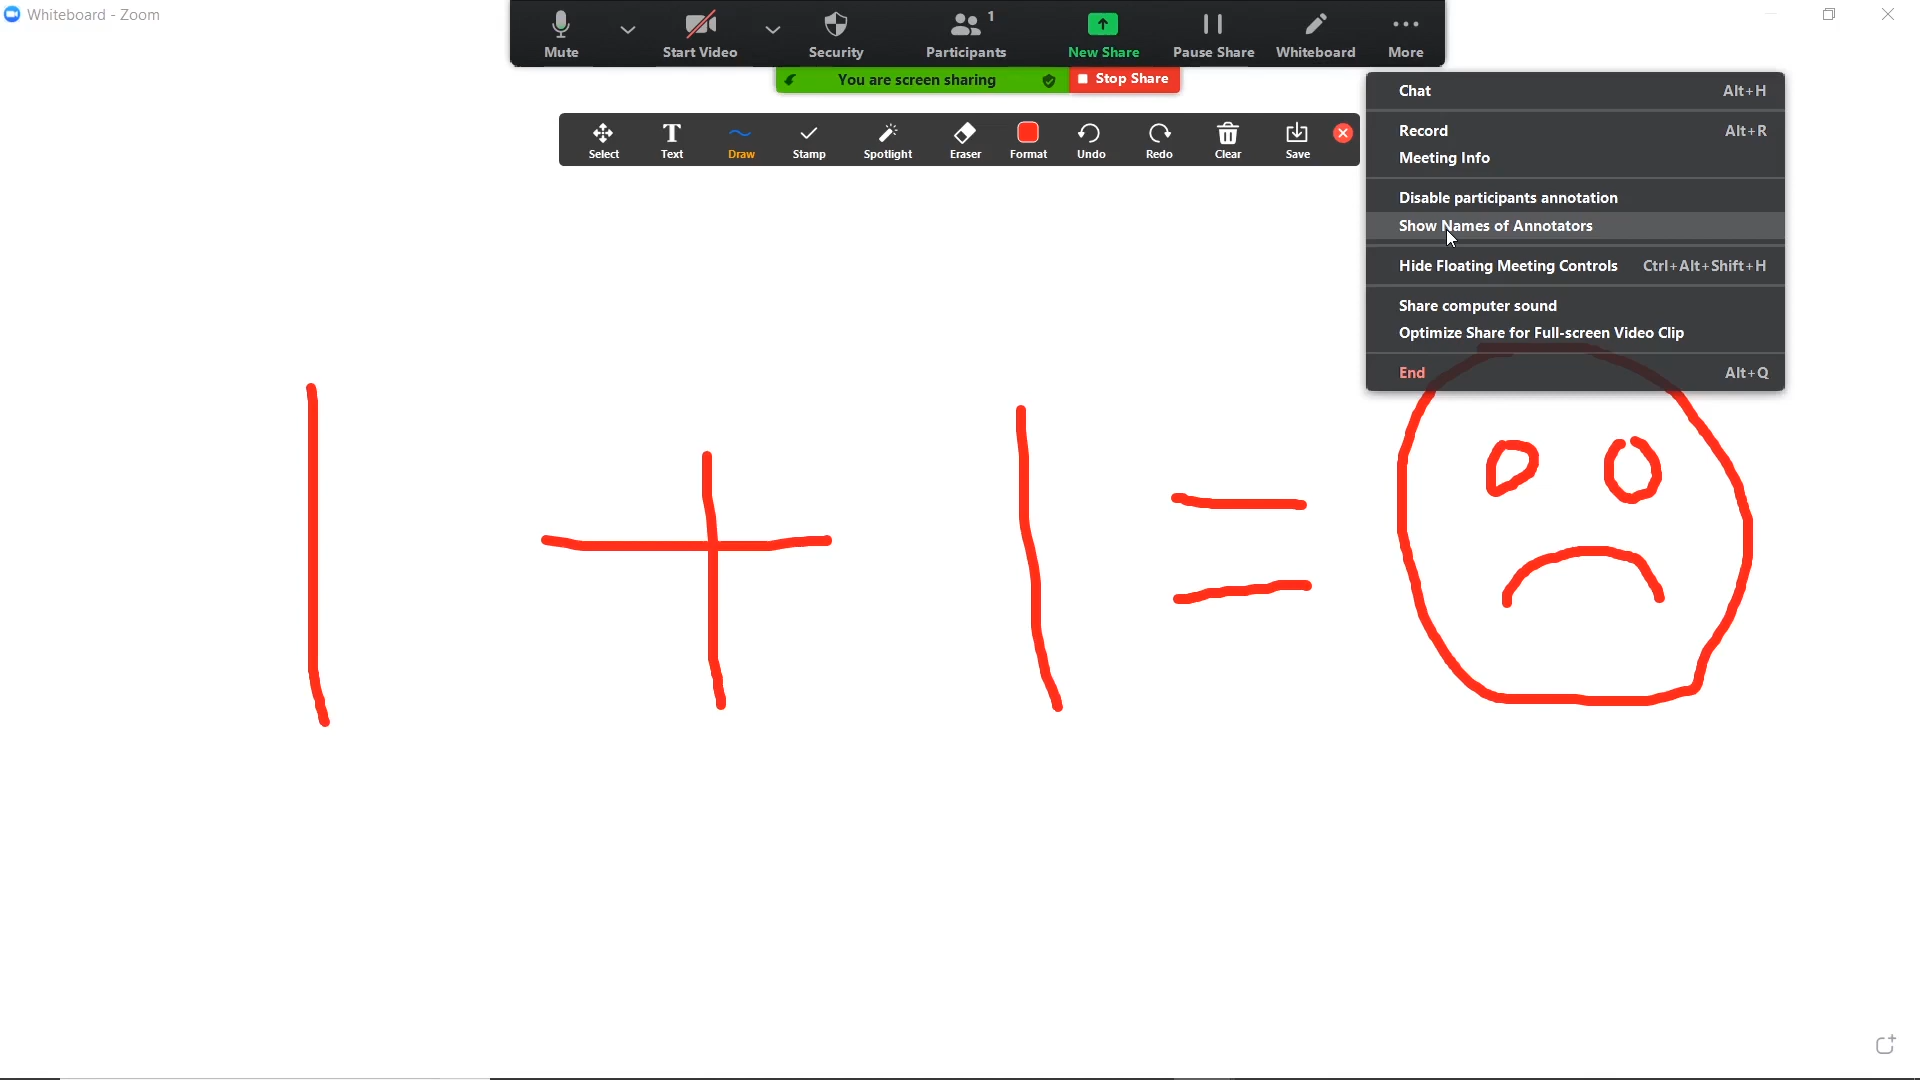 Whiteboard - Zoom
Mute
Start Video
Security
1
Participants
New Share
Pause Share
Whiteboard
More
You are screen sharing
Stop Share
Select
Text
Draw
Stamp
Spotlight
Eraser
Format
Undo
Redo
Clear
Save
Chat Alt+H
Record Alt+R
Meeting Info
Disable participants annotation
Show Names of Annotators
Hide Floating Meeting Controls Ctrl+Alt+Shift+H
Share computer sound
Optimize Share for Full-screen Video Clip
End Alt+Q
1 + 1 =